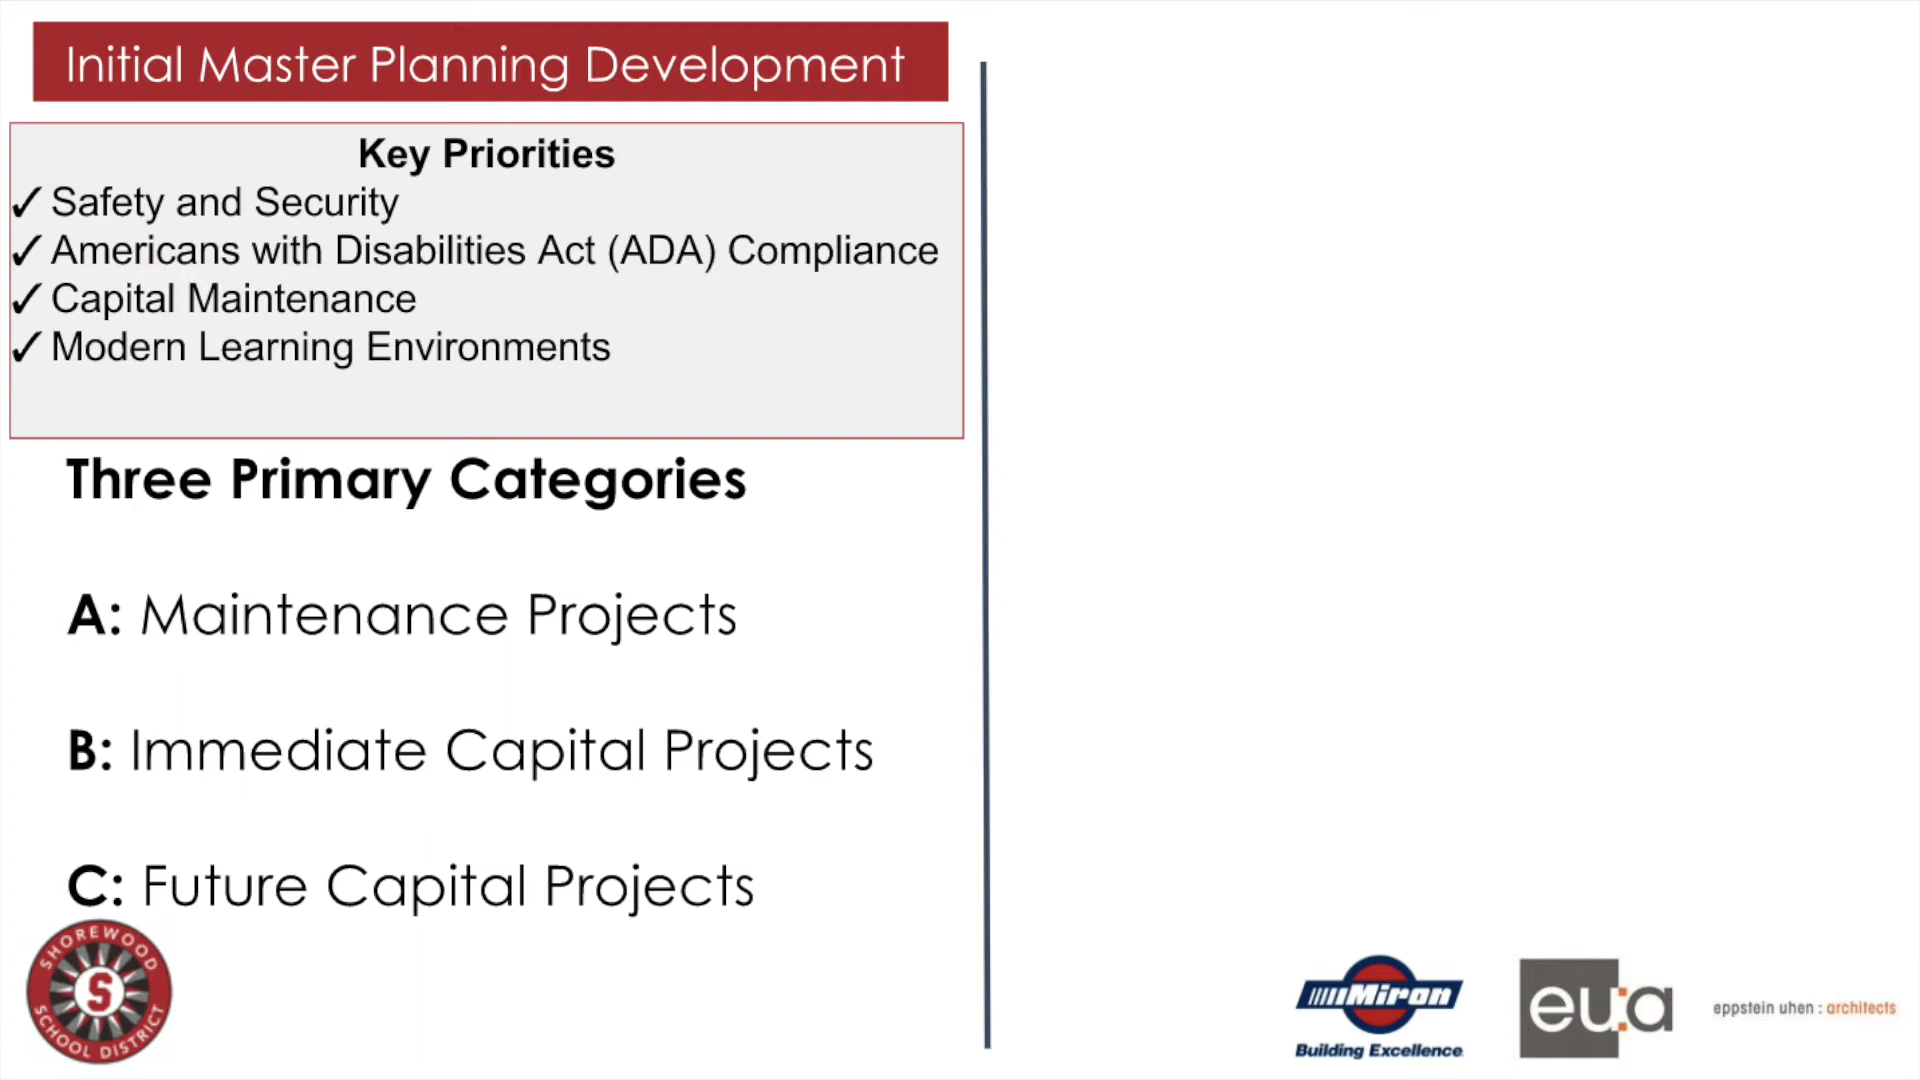 Initial Master Planning Development
Key Priorities
✓ Safety and Security
✓ Americans with Disabilities Act (ADA) Compliance
✓ Capital Maintenance
✓ Modern Learning Environments
Three Primary Categories
A: Maintenance Projects
B: Immediate Capital Projects
C: Future Capital Projects
SHOREWOOD
S
SCHOOL DISTRICT
Miron
Building Excellence
eu:a
eppstein uhen : architects